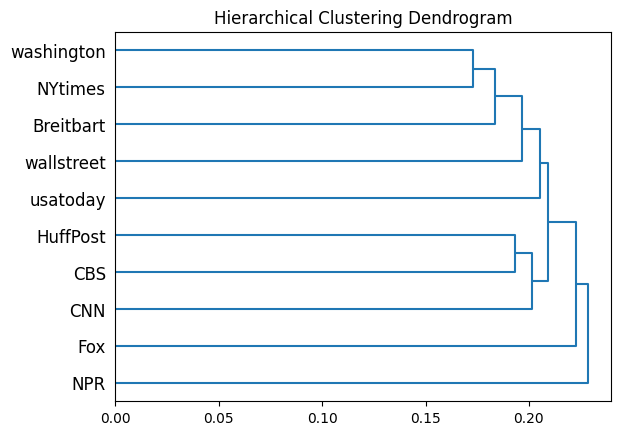 Hierarchical Clustering Dendrogram
washington
NYtimes
Breitbart
wallstreet
usatoday
HuffPost
CBS
CNN
Fox
NPR
0.00 0.05 0.10 0.15 0.20